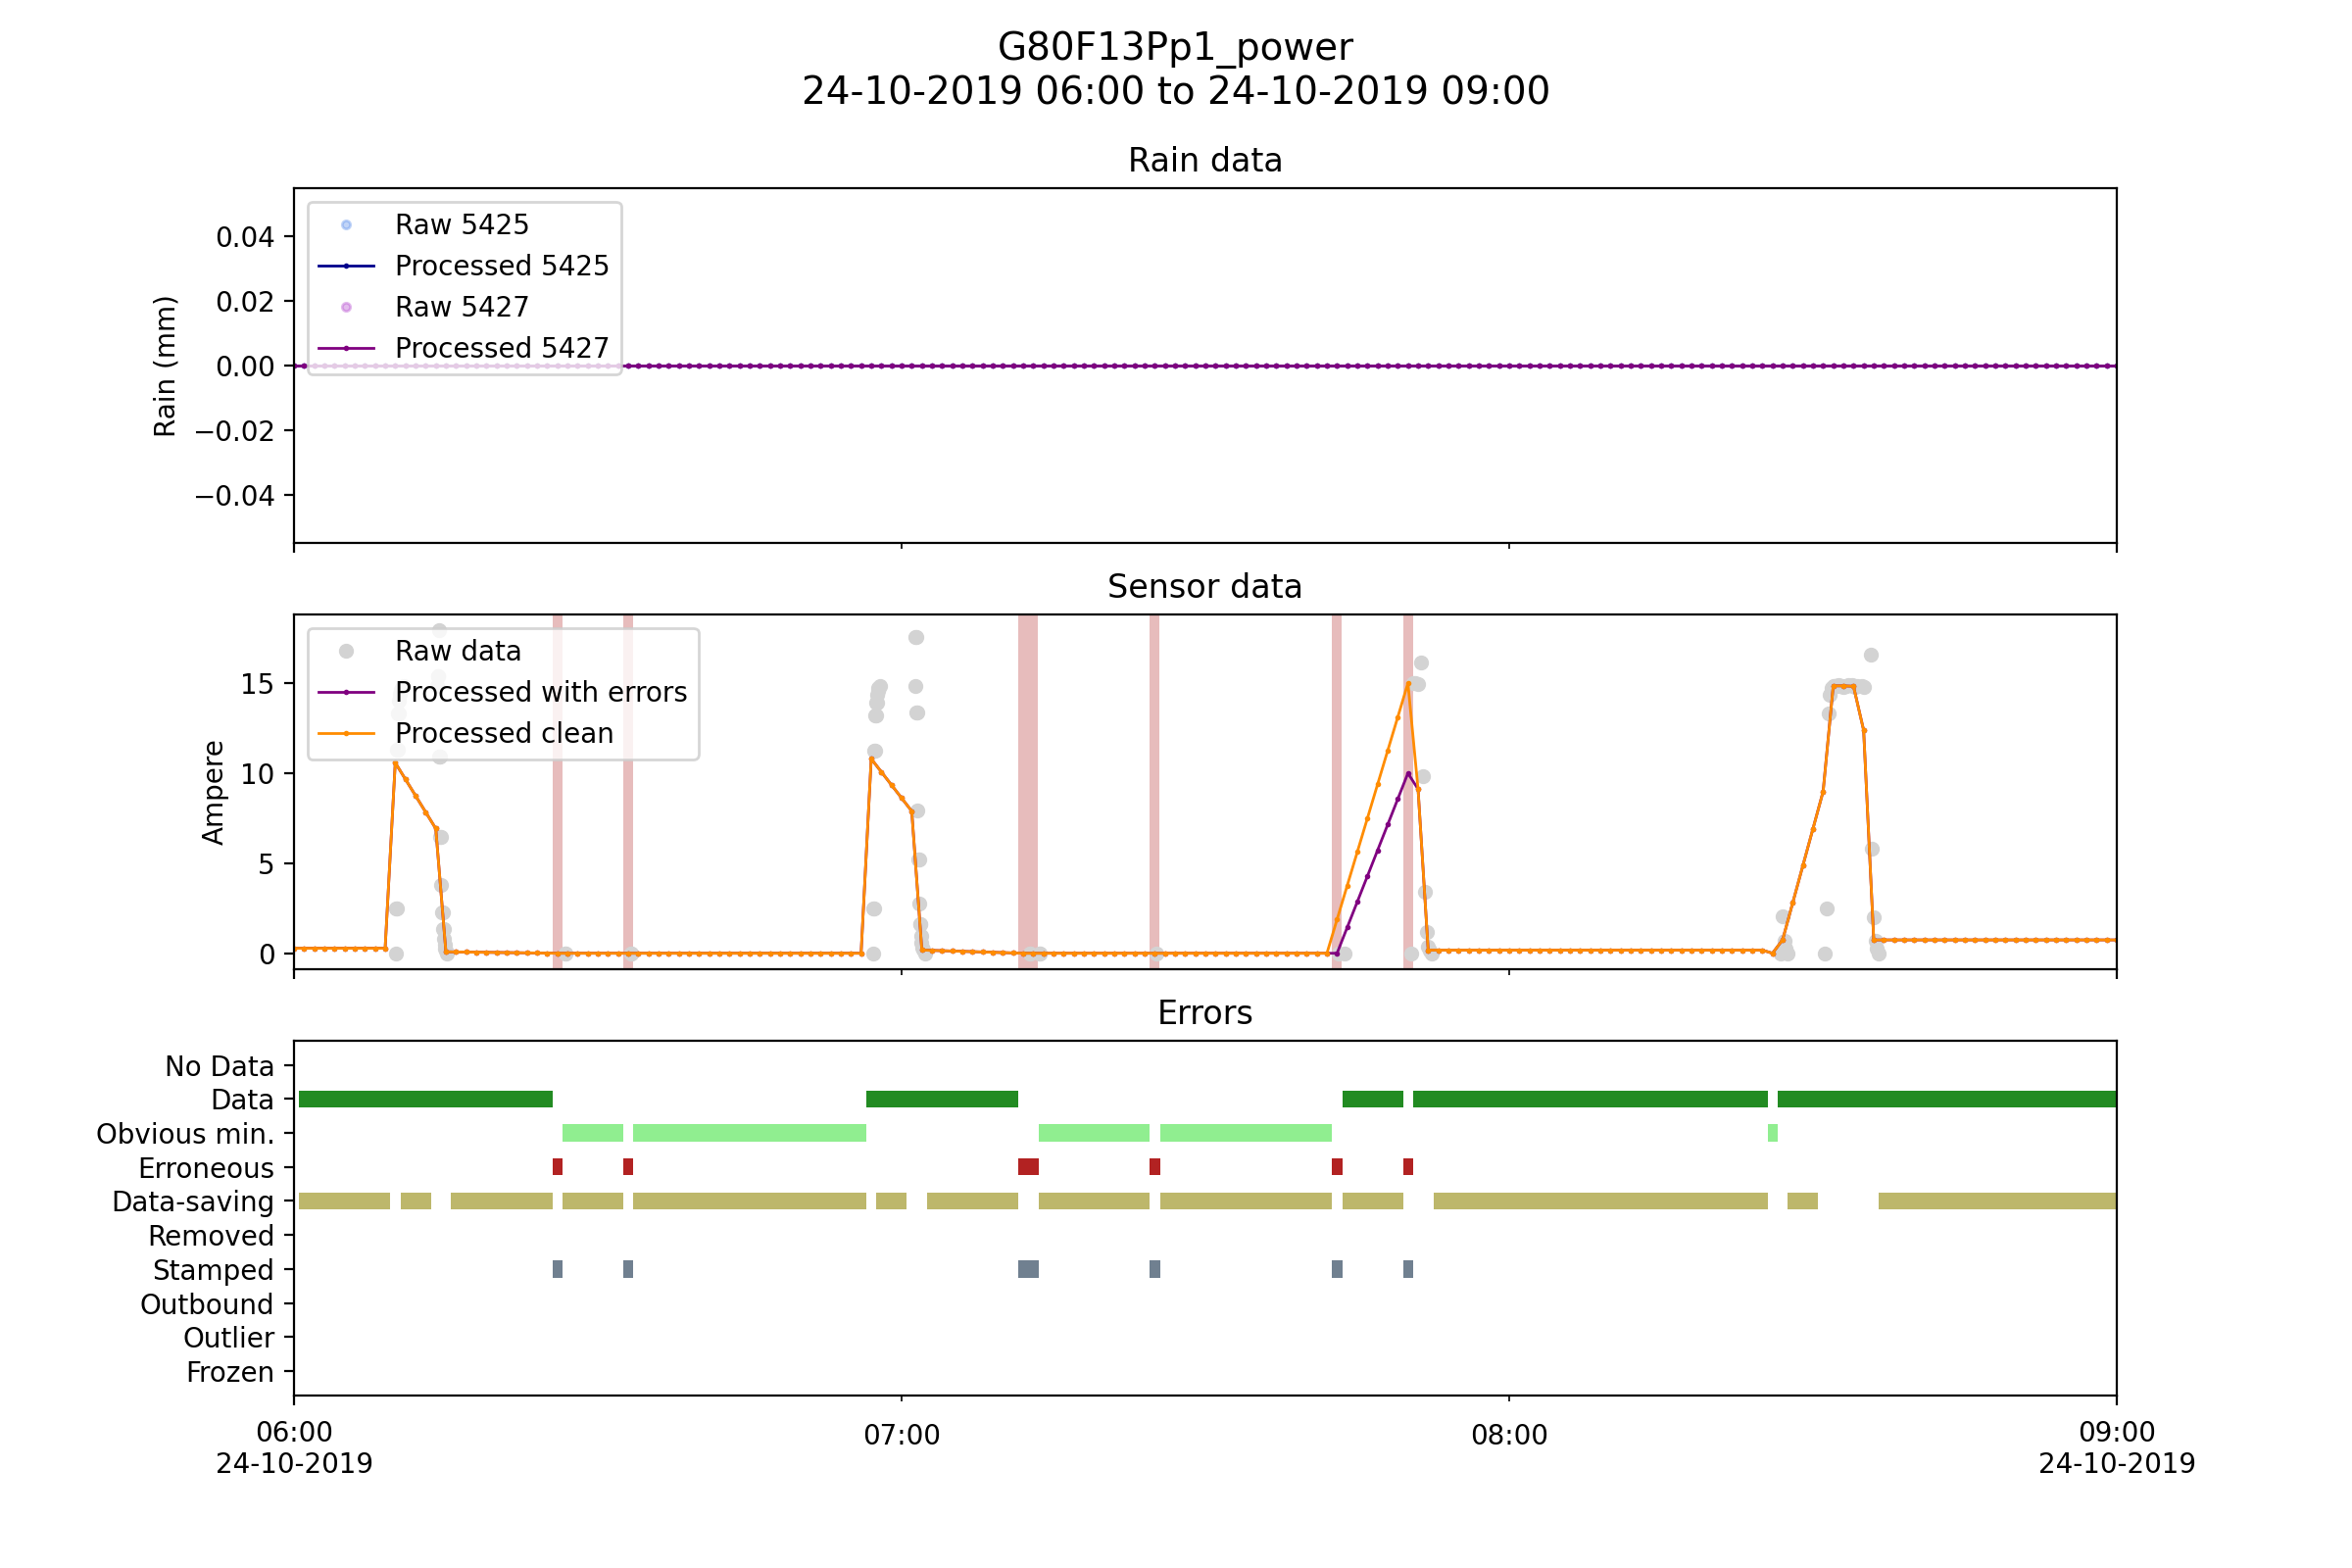 G80F13Pp1_power
24-10-2019 06:00 to 24-10-2019 09:00
Rain data
Raw 5425
Processed 5425
Raw 5427
Processed 5427
0.04
0.02
0.00
−0.02
−0.04
Rain (mm)
Sensor data
Raw data
Processed with errors
Processed clean
15
10
5
0
Ampere
Errors
No Data
Data
Obvious min.
Erroneous
Data-saving
Removed
Stamped
Outbound
Outlier
Frozen
06:00
24-10-2019
07:00
08:00
09:00
24-10-2019